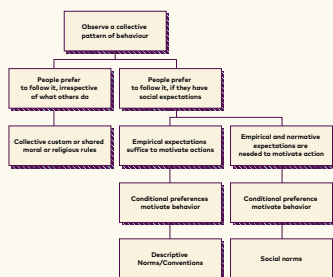 Observe a collective
pattern of behaviour
People prefer
to follow it, irrespective
of what others do
People prefer
to follow it, if they have
social expectations
Collective custom or shared
moral or religious rules
Empirical expectations
suffice to motivate actions
Empirical and normative
expectations are
needed to motivate action
Conditional preferences
motivate behavior
Conditional preference
motivate behavior
Descriptive
Norms/Conventions
Social norms